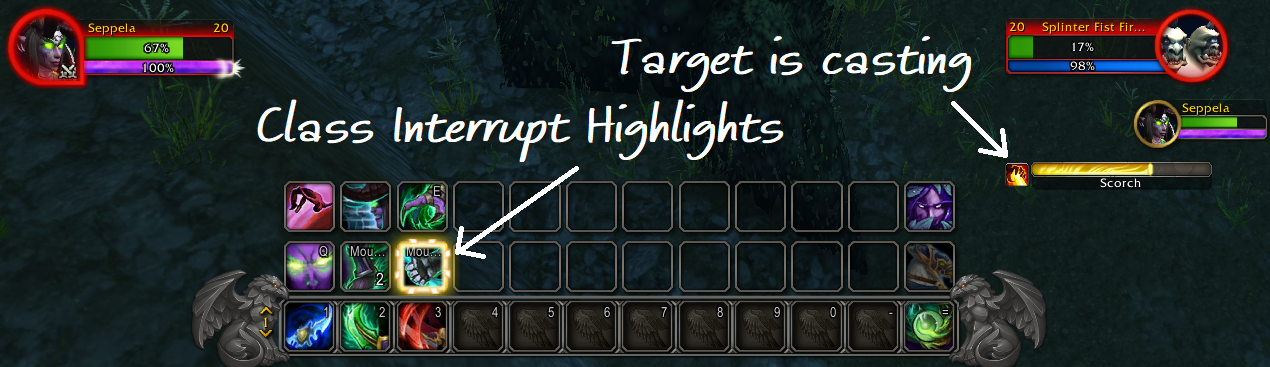 Seppela 20
67%
100%
20 Splinter Fist Fir...
17%
98%
Target is casting
Class Interrupt Highlights
Seppela
Scorch
E
Q Mou... Mou...
2
1 2 3 4 5 6 7 8 9 0 - =
1